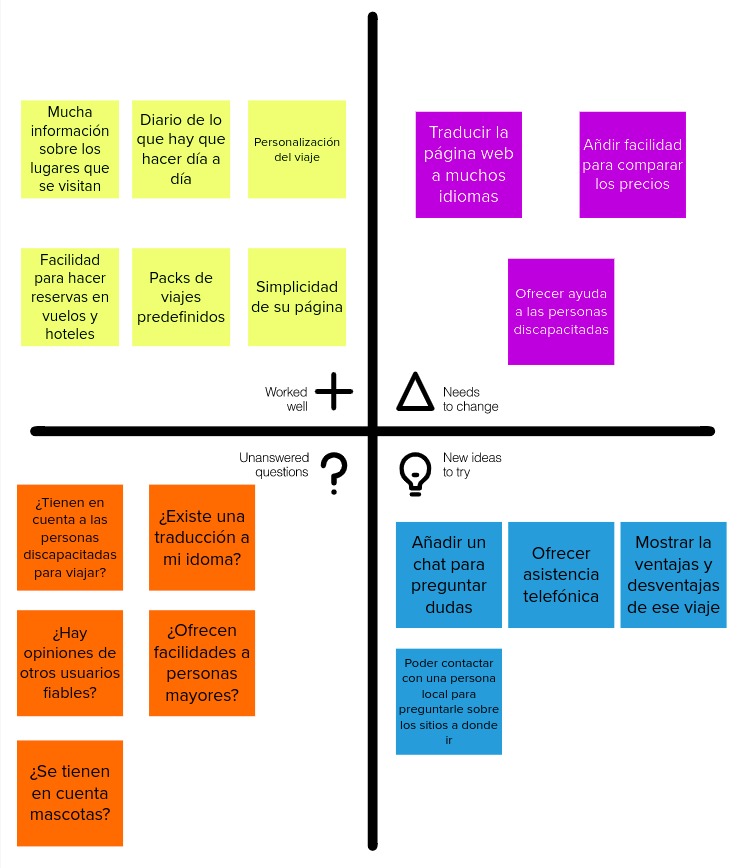 Mucha
información
sobre los
lugares que
se visitan
Diario de lo
que hay que
hacer día a
día
Personalización
del viaje
Facilidad
para hacer
reservas en
vuelos y
hoteles
Packs de
viajes
predefinidos
Simplicidad
de su página
Traducir la
página web
a muchos
idiomas
Añdir facilidad
para comparar
los precios
Ofrecer ayuda
a las personas
discapacitadas
Worked
well
Needs
to change
Unanswered
questions
New ideas
to try
¿Tienen en
cuenta a las
personas
discapacitadas
para viajar?
¿Existe una
traducción a
mi idoma?
¿Hay
opiniones de
otros usuarios
fiables?
¿Ofrecen
facilidades a
personas
mayores?
¿Se tienen
en cuenta
mascotas?
Añadir un
chat para
preguntar
dudas
Ofrecer
asistencia
telefónica
Mostrar la
ventajas y
desventajas
de ese viaje
Poder contactar
con una persona
local para
preguntarle sobre
los sitios a donde
ir